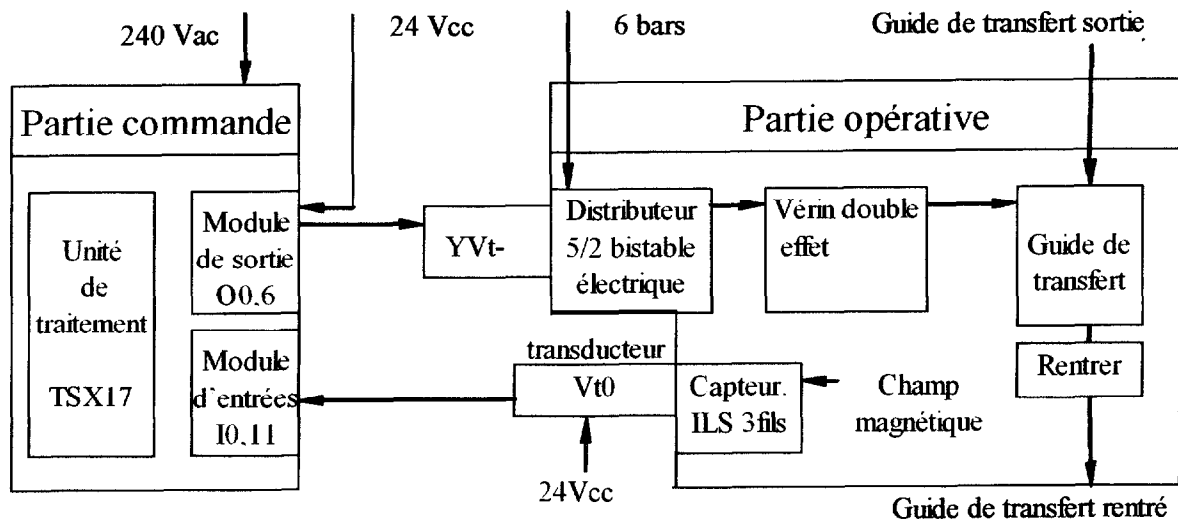 240 Vac
24 Vcc
6 bars
Guide de transfert sortie
Partie commande
Partie opérative
Unité
de
traitement
TSX17
Module
de sortie
O0,6
YVt-
Distributeur
5/2 bistable
électrique
Vérin double
effet
Guide de
transfert
Rentrer
Module
d'entrées
I0,11
transducteur
Vt0
Capteur.
ILS 3fils
Champ
magnétique
24Vcc
Guide de transfert rentré